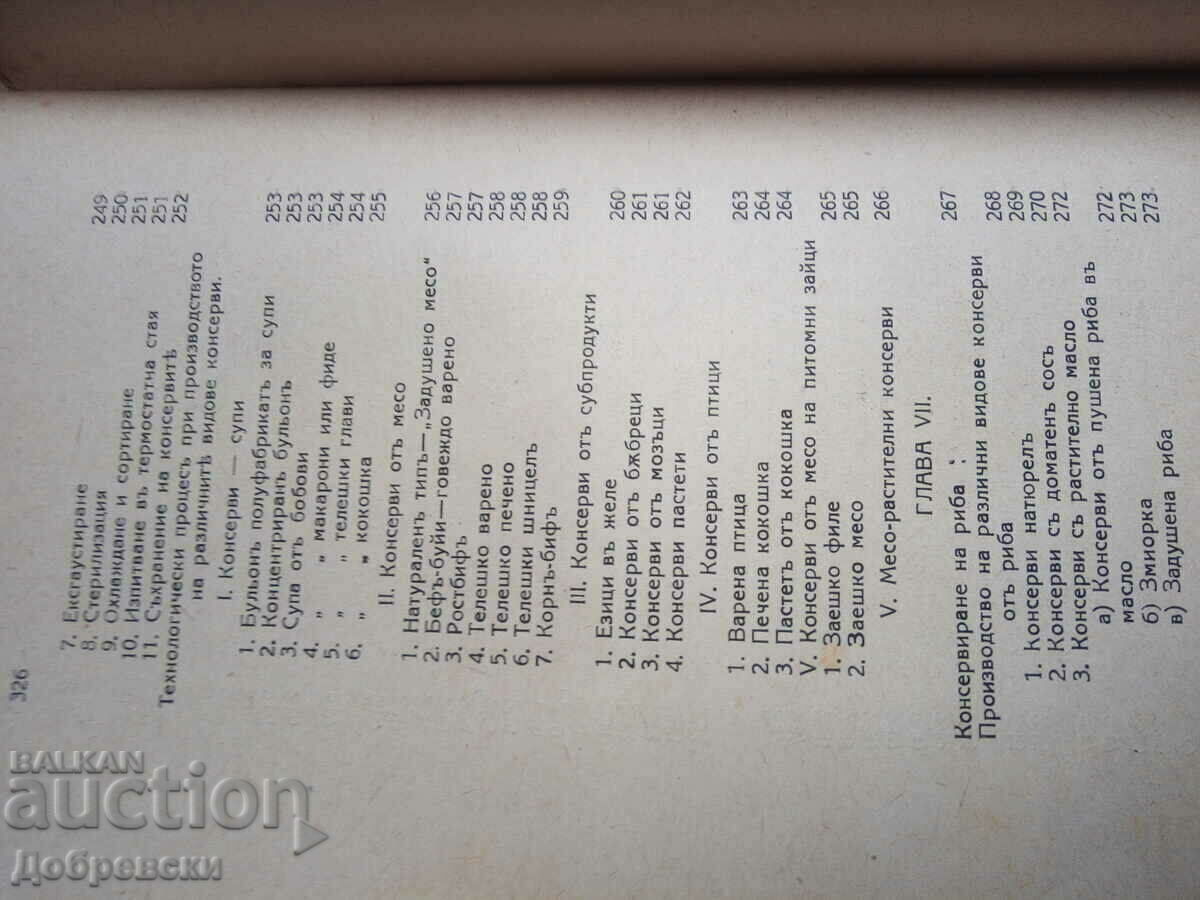 326
7. Ексгаустиране 249
8. Стерилизация 250
9. Охлаждане и сортиране 251
10. Изпитване въ термостатна стая 251
11. Съхранение на консервитѣ 252
Технологически процесъ при производството
на различнитѣ видове консерви.
I. Консерви — супи
1. Бульонъ полуфабрикатъ за супи 253
2. Концентриранъ бульонъ 253
3. Супа отъ бобови 253
4. „ „ макарони или фиде 254
5. „ „ телешки глави 254
6. „ „ кокошка 255
II. Консерви отъ месо
1. Натураленъ типъ—„Задушено месо“ 256
2. Бефъ-буйи—говеждо варено 257
3. Ростбифъ 257
4. Телешко варено 258
5. Телешко печено 258
6. Телешки шницелъ 258
7. Корнъ-бифъ 259
III. Консерви отъ субпродукти
1. Езици въ желе 260
2. Консерви отъ бѫбреци 261
3. Консерви отъ мозъци 261
4. Консерви пастети 262
IV. Консерви отъ птици
1. Варена птица 263
2. Печена кокошка 264
3. Пастетъ отъ кокошка 264
V. Консерви отъ месо на питомни зайци
1. Заешко филе 265
2. Заешко месо 265
V. Месо-растителни консерви 266
ГЛАВА VII.
Консервиране на риба : 267
Производство на различни видове консерви
отъ риба 268
1. Консерви натюрелъ 269
2. Консерви съ доматенъ сосъ 270
3. Консерви съ растително масло 272
а) Консерви отъ пушена риба въ
масло 272
б) Змиорка 273
в) Задушена риба 273
BALKAN
auction
Добревски